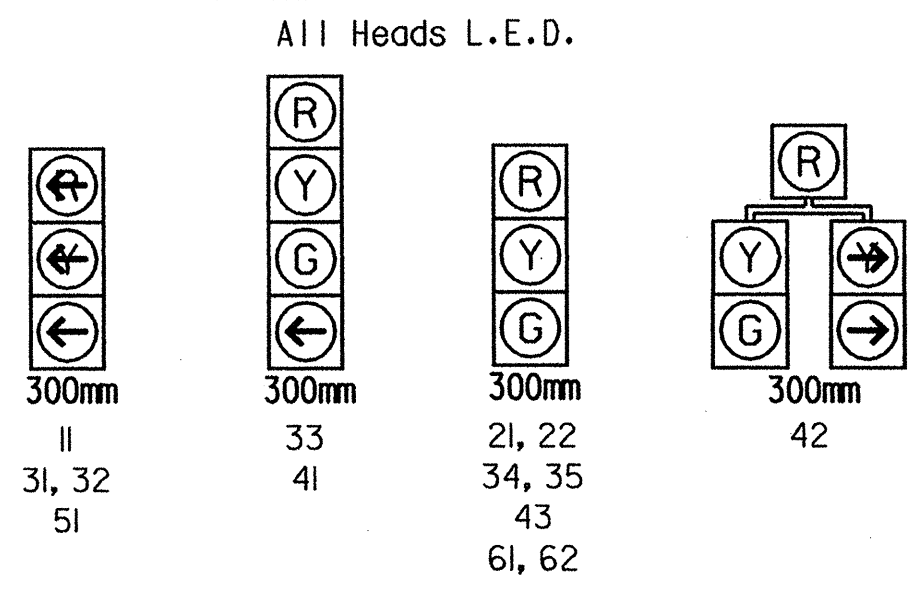 All Heads L.E.D.
R
Y
←
300mm
11
31, 32
51
R
Y
G
←
300mm
33
41
R
Y
G
300mm
21, 22
34, 35
43
61, 62
R
Y
Y
G
→
300mm
42